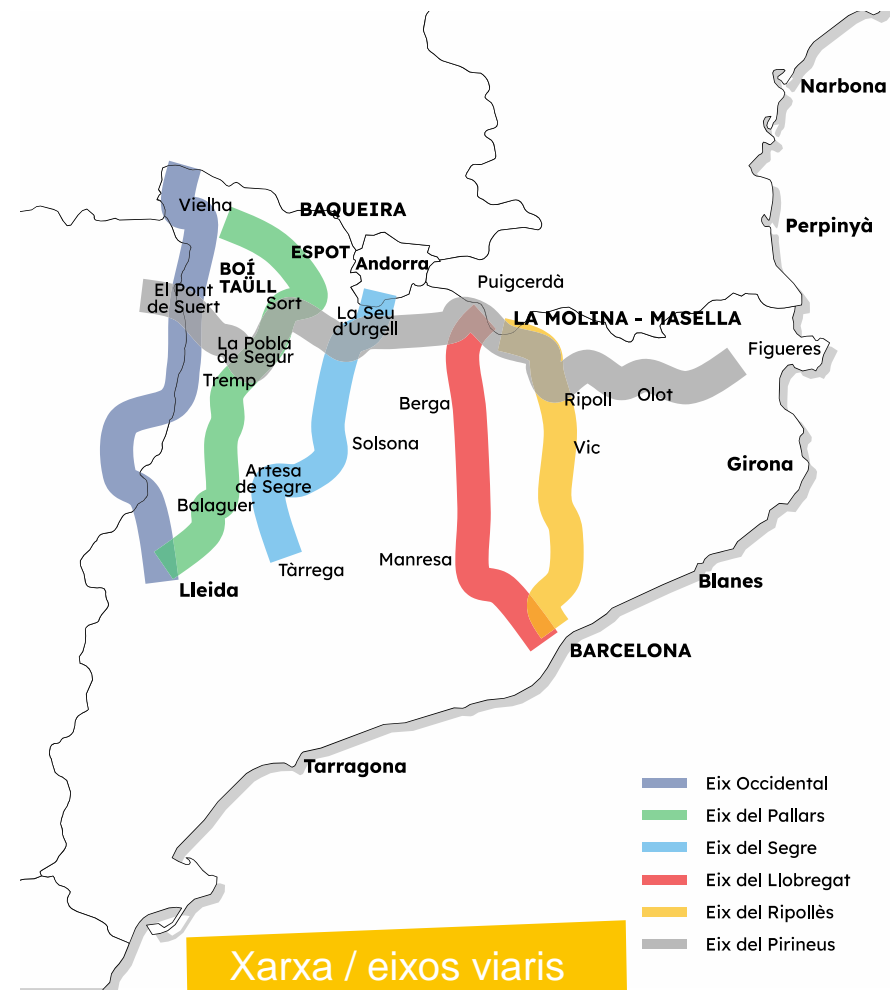 Narbona
Vielha
BAQUEIRA
Perpinyà
ESPOT
Andorra
BOÍ
TAÜLL
Puigcerdà
El Pont
de Suert
Sort
La Seu
d'Urgell
LA MOLINA - MASELLA
La Pobla
de Segur
Figueres
Tremp
Berga
Ripoll
Olot
Solsona
Vic
Artesa
de Segre
Girona
Balaguer
Manresa
Tàrrega
Lleida
Blanes
BARCELONA
Tarragona
Eix Occidental
Eix del Pallars
Eix del Segre
Eix del Llobregat
Eix del Ripollès
Eix del Pirineus
Xarxa / eixos viaris